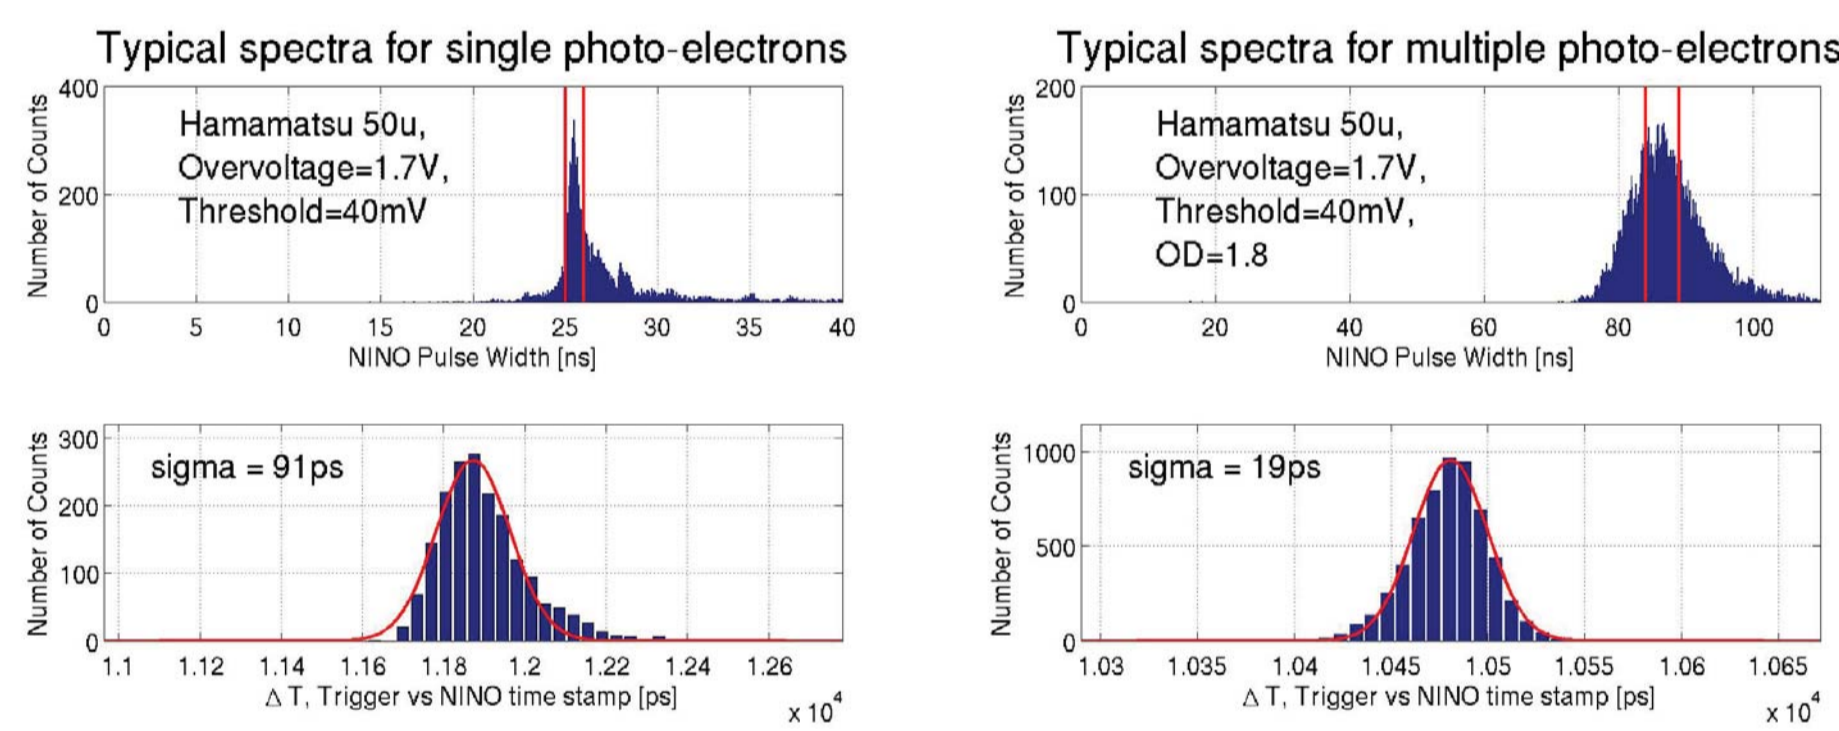 Typical spectra for single photo-electrons
400
200
0
Number of Counts
Hamamatsu 50u,
Overvoltage=1.7V,
Threshold=40mV
0 5 10 15 20 25 30 35 40
NINO Pulse Width [ns]
Typical spectra for multiple photo-electrons
200
100
0
Number of Counts
Hamamatsu 50u,
Overvoltage=1.7V,
Threshold=40mV,
OD=1.8
0 20 40 60 80 100
NINO Pulse Width [ns]
300
200
100
0
Number of Counts
sigma = 91ps
1.1 1.12 1.14 1.16 1.18 1.2 1.22 1.24 1.26
Δ T, Trigger vs NINO time stamp [ps]
x 10⁴
1000
500
0
Number of Counts
sigma = 19ps
1.03 1.035 1.04 1.045 1.05 1.055 1.06 1.065
Δ T, Trigger vs NINO time stamp [ps]
x 10⁴